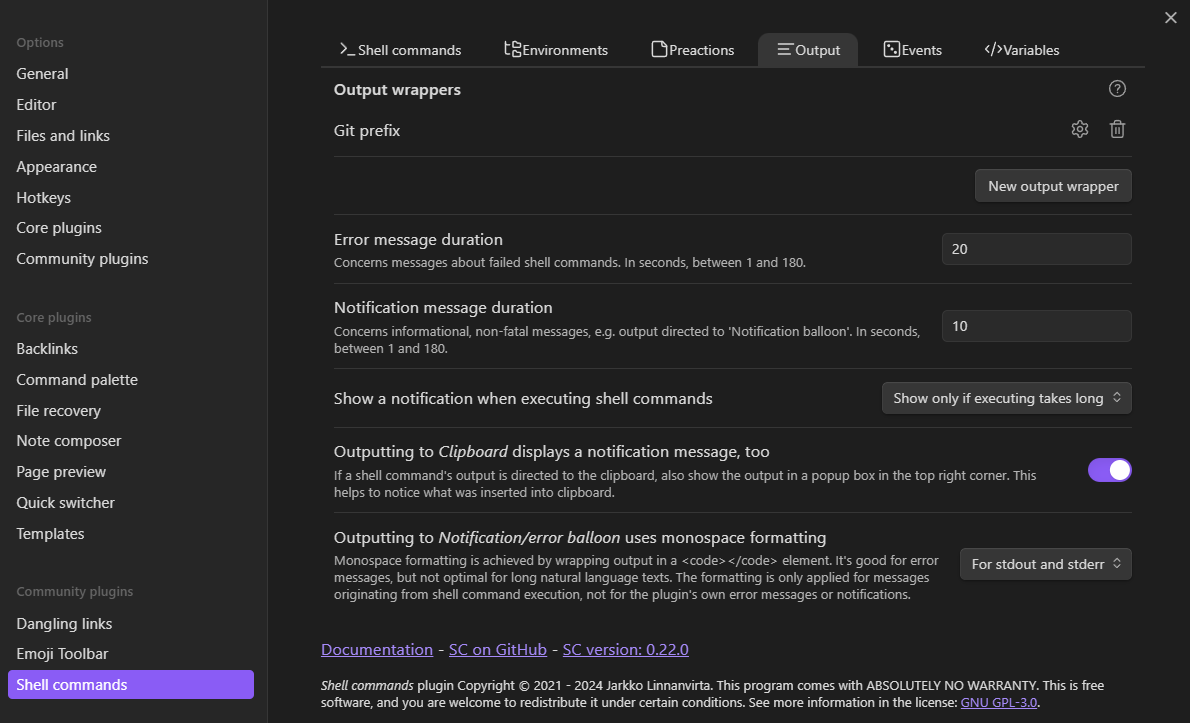 Options
General
Editor
Files and links
Appearance
Hotkeys
Core plugins
Community plugins
Core plugins
Backlinks
Command palette
File recovery
Note composer
Page preview
Quick switcher
Templates
Community plugins
Dangling links
Emoji Toolbar
Shell commands
Shell commands Environments Preactions Output Events Variables
Output wrappers
Git prefix
New output wrapper
Error message duration
Concerns messages about failed shell commands. In seconds, between 1 and 180.
20
Notification message duration
Concerns informational, non-fatal messages, e.g. output directed to 'Notification balloon'. In seconds,
between 1 and 180.
10
Show a notification when executing shell commands
Show only if executing takes long
Outputting to Clipboard displays a notification message, too
If a shell command's output is directed to the clipboard, also show the output in a popup box in the top right corner. This
helps to notice what was inserted into clipboard.
Outputting to Notification/error balloon uses monospace formatting
Monospace formatting is achieved by wrapping output in a <code></code> element. It's good for error
messages, but not optimal for long natural language texts. The formatting is only applied for messages
originating from shell command execution, not for the plugin's own error messages or notifications.
For stdout and stderr
Documentation - SC on GitHub - SC version: 0.22.0
Shell commands plugin Copyright © 2021 - 2024 Jarkko Linnanvirta. This program comes with ABSOLUTELY NO WARRANTY. This is free
software, and you are welcome to redistribute it under certain conditions. See more information in the license: GNU GPL-3.0.